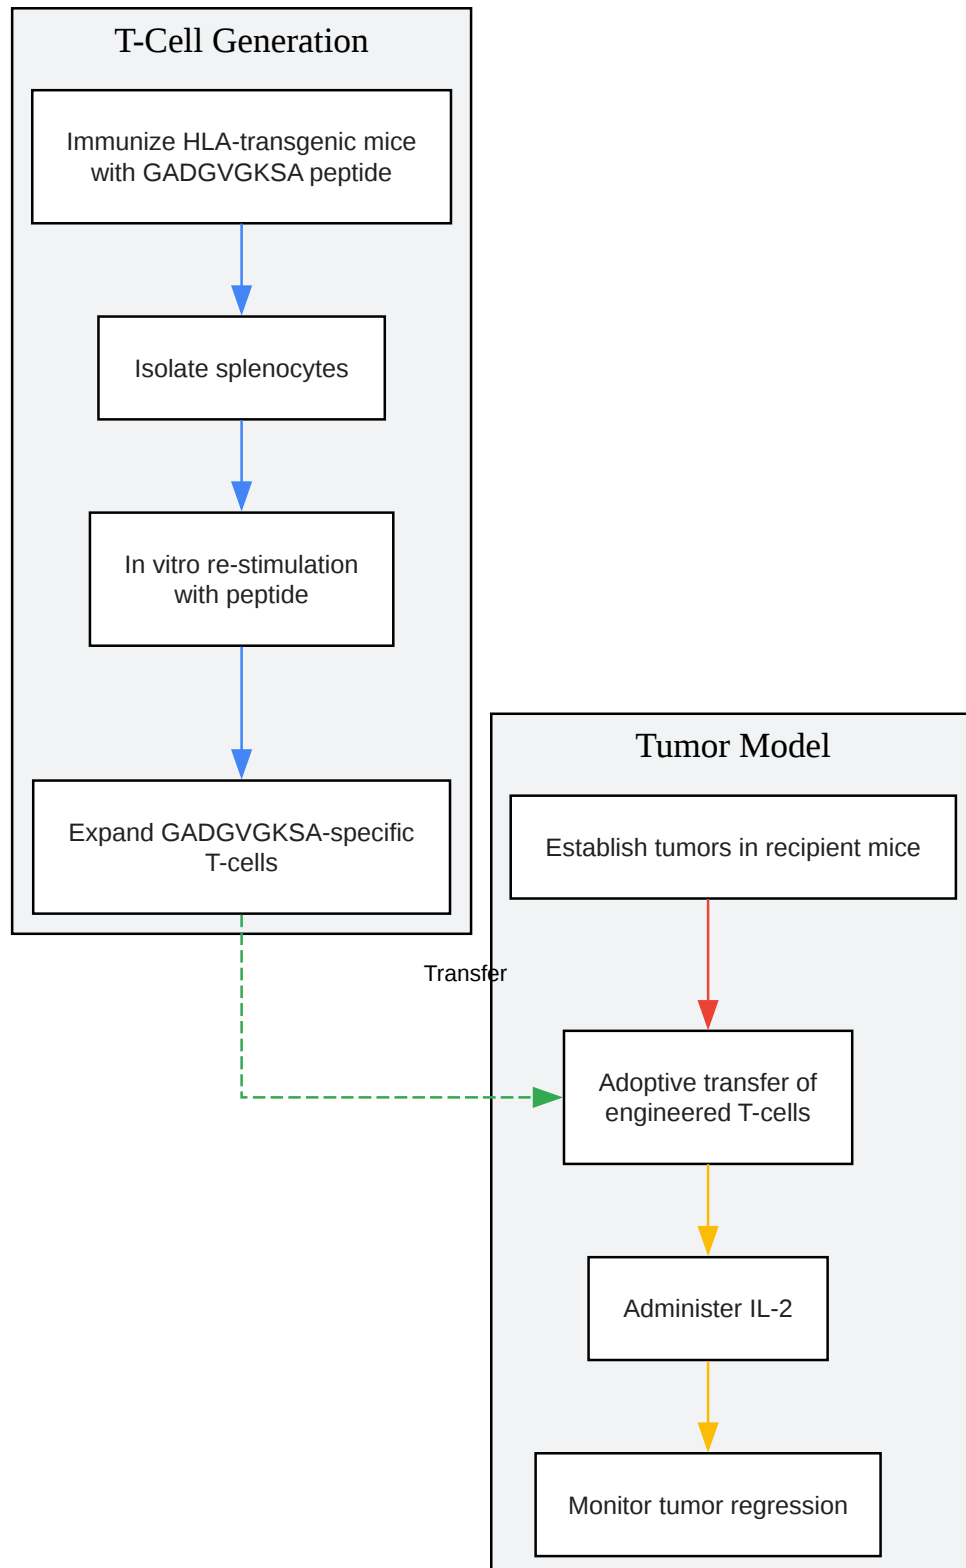 T-Cell Generation
Immunize HLA-transgenic mice
with GADGVGKSA peptide
Isolate splenocytes
In vitro re-stimulation
with peptide
Expand GADGVGKSA-specific
T-cells
Transfer
Tumor Model
Establish tumors in recipient mice
Adoptive transfer of
engineered T-cells
Administer IL-2
Monitor tumor regression